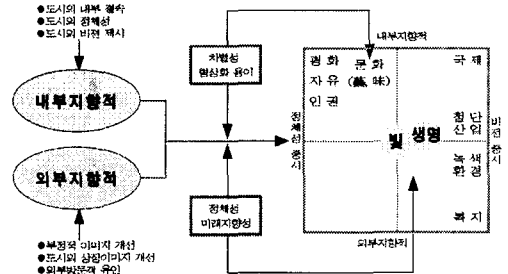 ●도시의 내부 결속
●도시의 정체성
●도시의 비전 제시
내부지향적
외부지향적
●부정적 이미지 개선
●도시의 상징이미지 개선
●외부방문객 유인
차별성
형상화 용이
정체성
미래지향성
내부지향적
평화 문화
자유 (藝味)
인권
국제
정체성 중시
빛 생명
첨단
산업
비전 중시
녹색
환경
복지
외부지향적